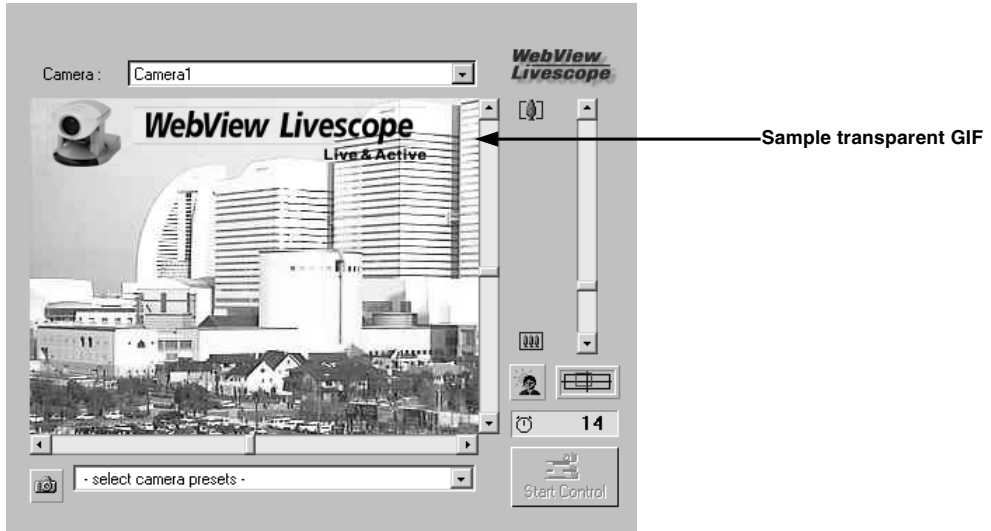 WebView
Livescope
Camera :
Camera1
WebView Livescope
Live & Active
Sample transparent GIF
14
- select camera presets -
Start Control